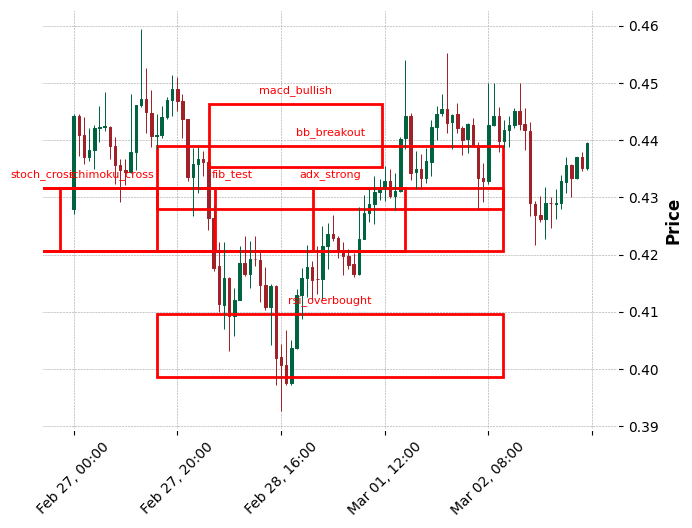 0.46
macd_bullish
0.45
bb_breakout
0.44
stoch_cross
ichimoku_cross
fib_test
adx_strong
0.43
0.42
rsi_overbought
0.41
0.40
0.39
Price
Feb 27, 00:00
Feb 27, 20:00
Feb 28, 16:00
Mar 01, 12:00
Mar 02, 08:00